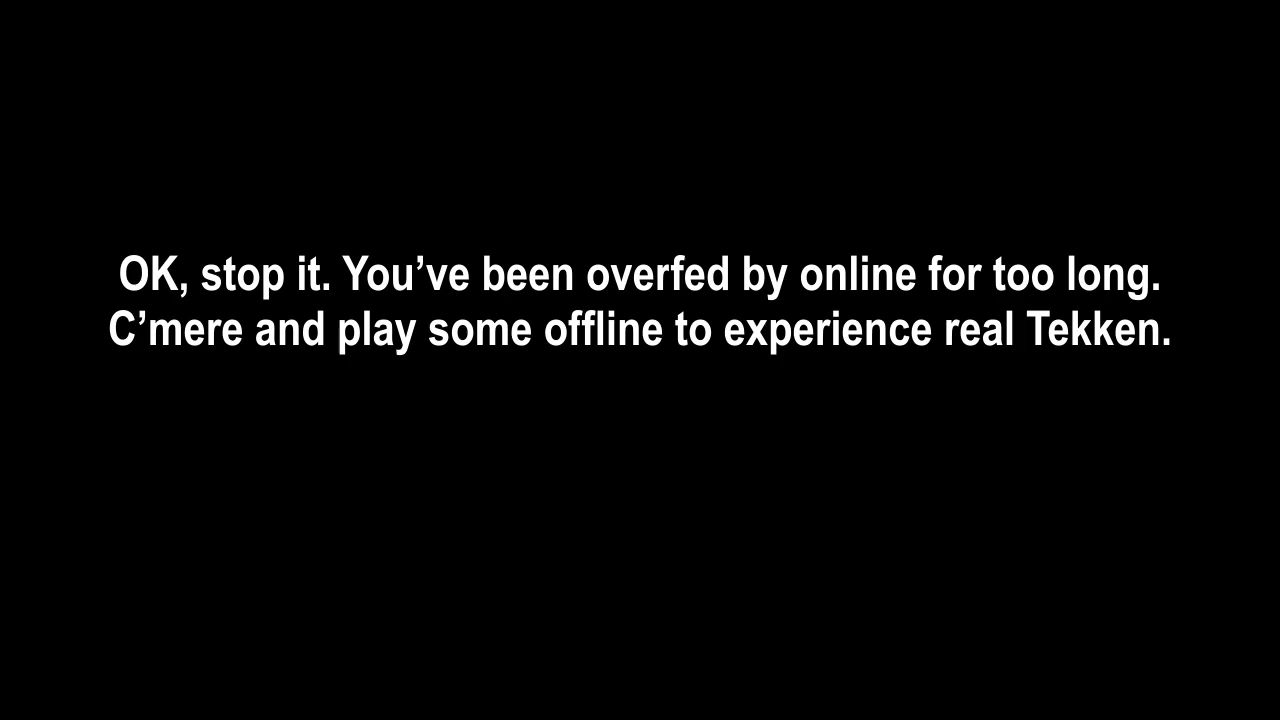 OK, stop it. You’ve been overfed by online for too long.
C’mere and play some offline to experience real Tekken.